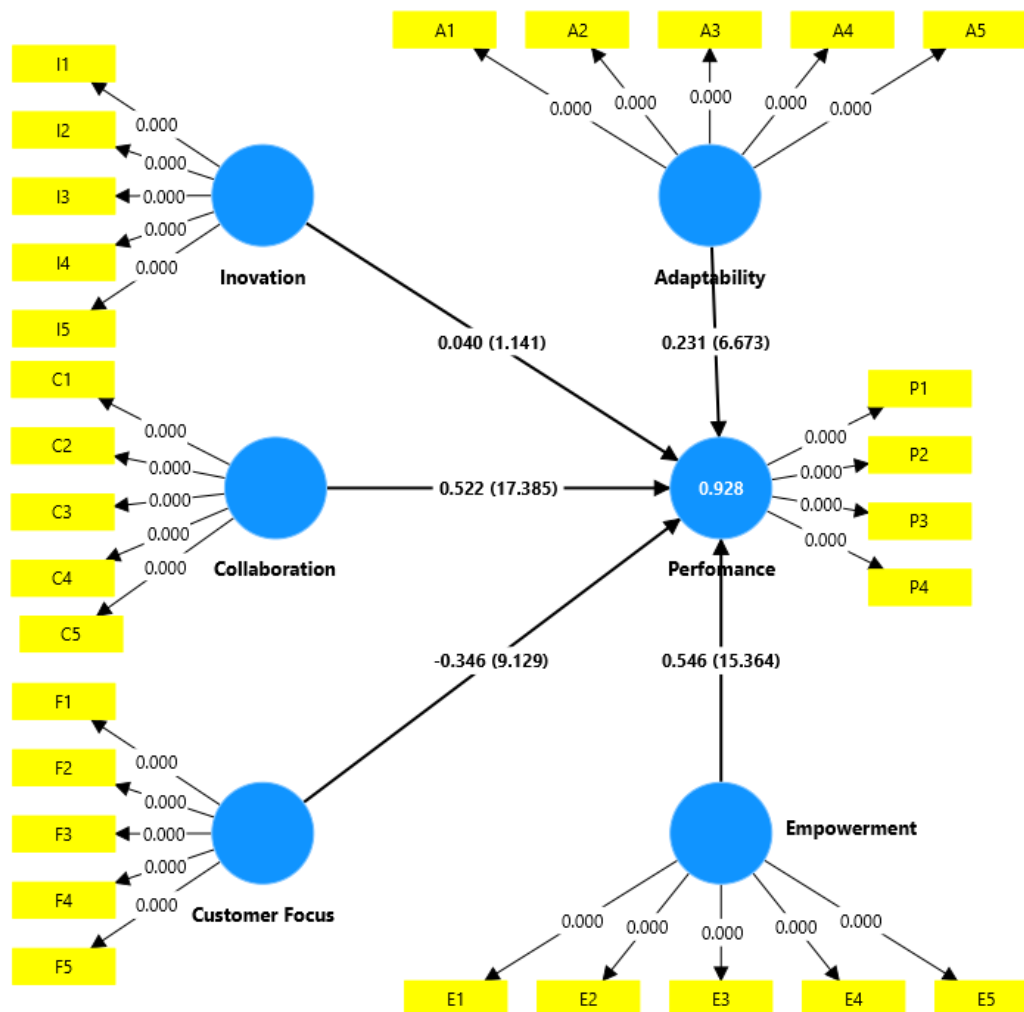 A1
A2
A3
A4
A5
0.000
0.000
0.000
0.000
0.000
Adaptability
I1
I2
I3
I4
I5
0.000
0.000
0.000
0.000
0.000
Inovation
0.040 (1.141)
0.231 (6.673)
C1
C2
C3
C4
C5
0.000
0.000
0.000
0.000
0.000
Collaboration
0.522 (17.385)
0.928
Perfomance
P1
P2
P3
P4
0.000
0.000
0.000
0.000
-0.346 (9.129)
0.546 (15.364)
F1
F2
F3
F4
F5
0.000
0.000
0.000
0.000
0.000
Customer Focus
Empowerment
0.000
0.000
0.000
0.000
0.000
E1
E2
E3
E4
E5